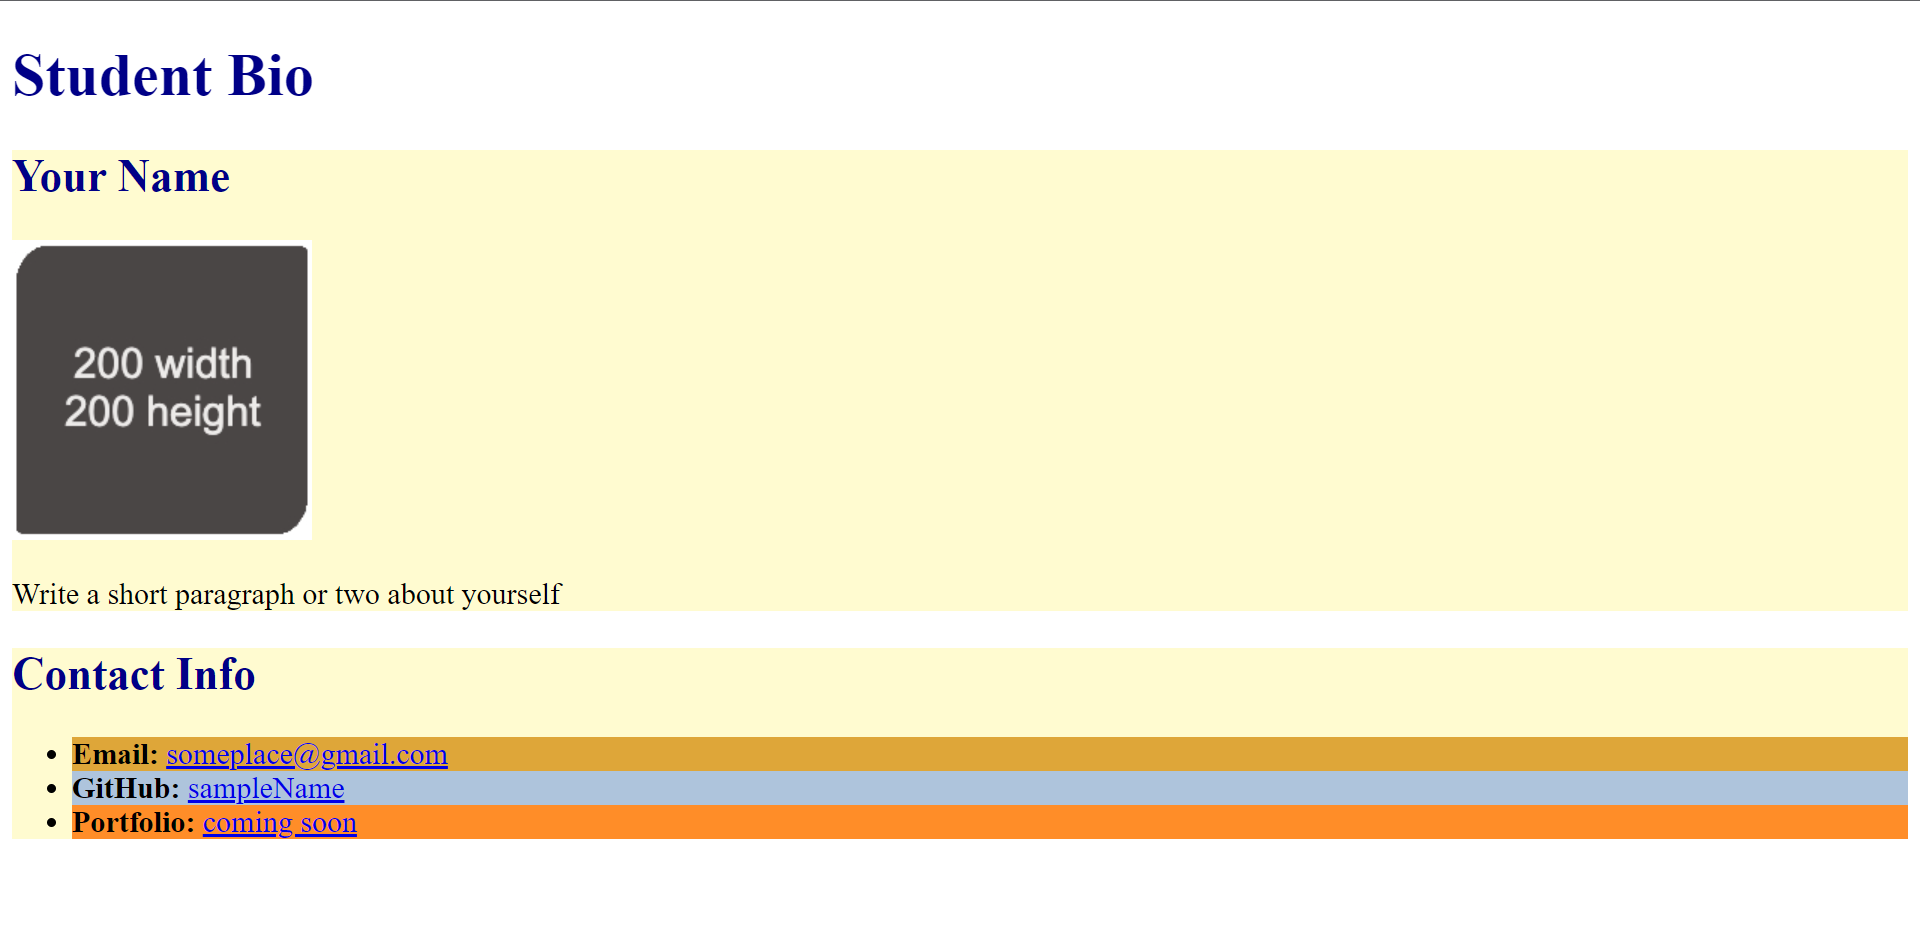 Student Bio
Your Name
200 width
200 height
Write a short paragraph or two about yourself
Contact Info
Email: someplace@gmail.com
GitHub: sampleName
Portfolio: coming soon